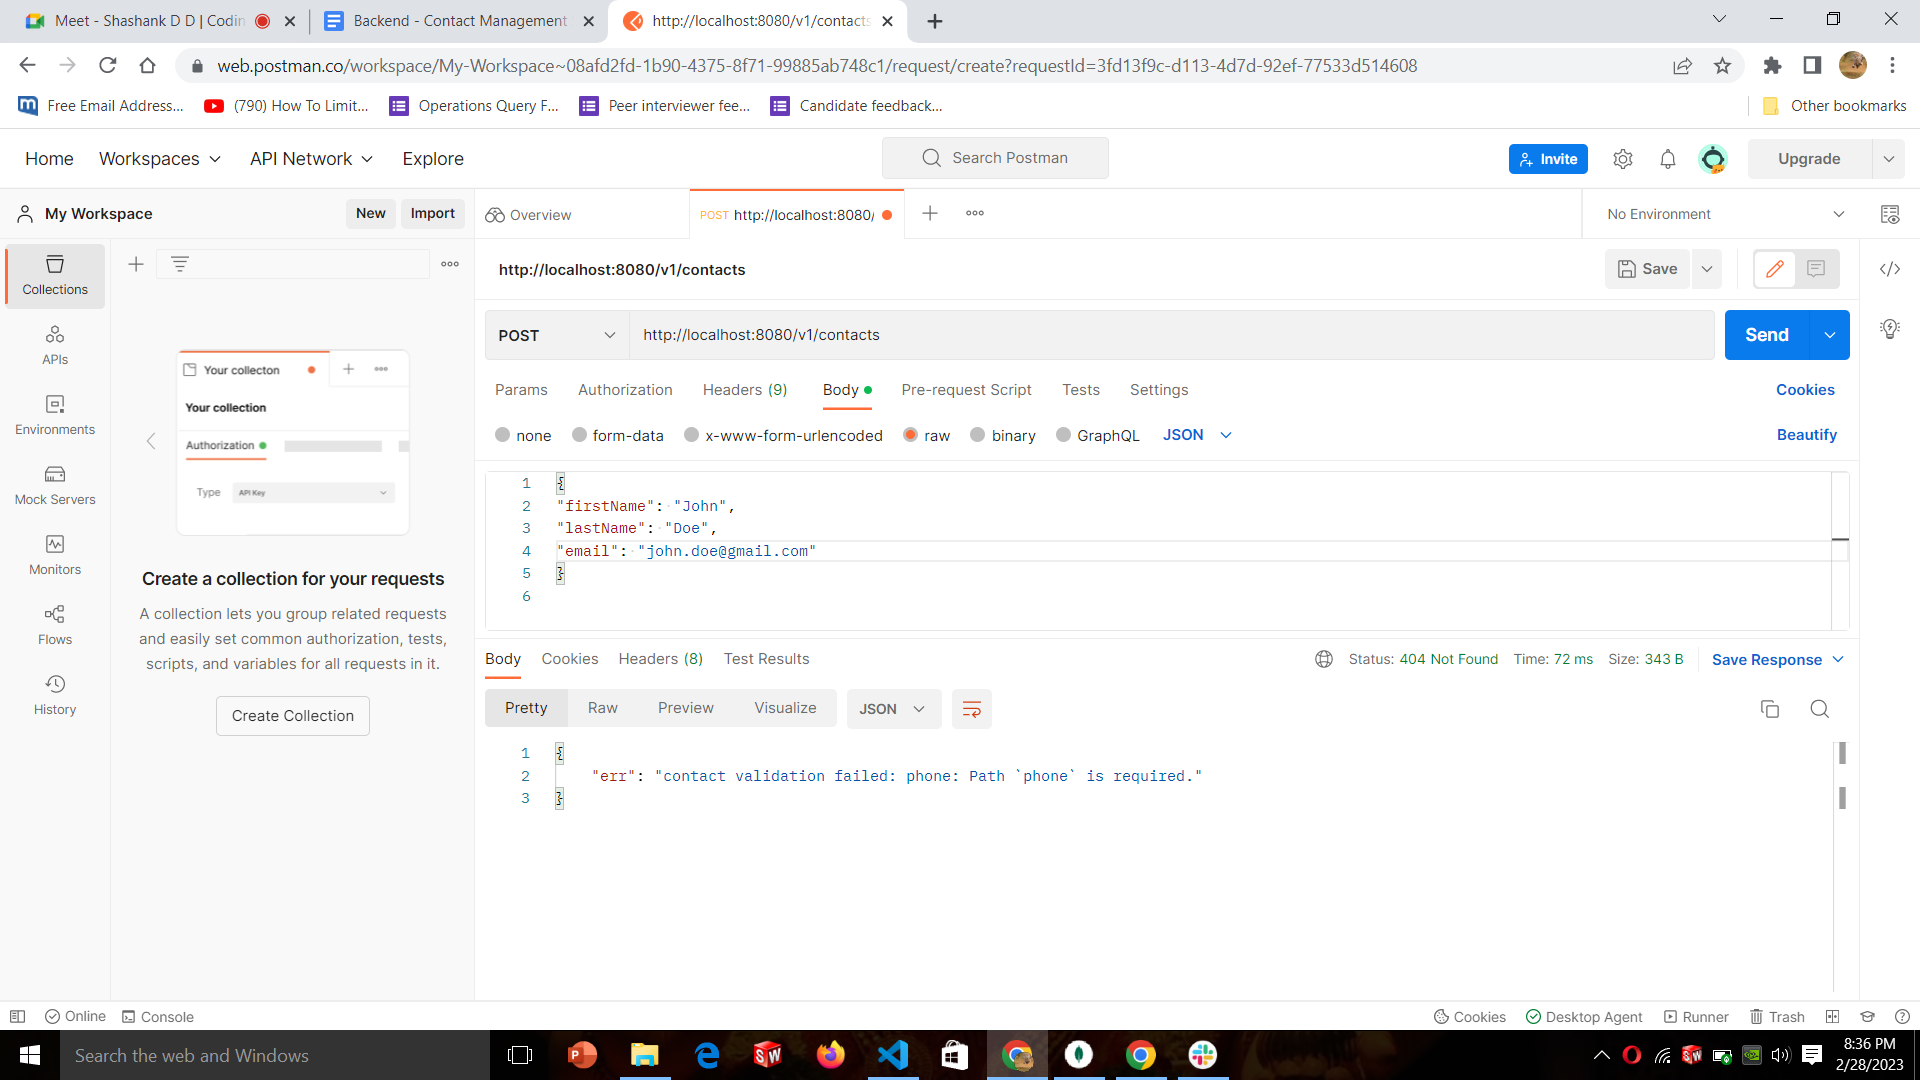 Meet - Shashank D D | Codin
Backend - Contact Management
http://localhost:8080/v1/contacts
web.postman.co/workspace/My-Workspace~08afd2fd-1b90-4375-8f71-99885ab748c1/request/create?requestId=3fd13f9c-d113-4d7d-92ef-77533d514608
Free Email Address...
(790) How To Limit...
Operations Query F...
Peer interviewer fee...
Candidate feedback...
Other bookmarks
Home
Workspaces
API Network
Explore
Search Postman
Invite
Upgrade
My Workspace
New
Import
Overview
POST http://localhost:8080/
No Environment
Collections
APIs
Environments
Mock Servers
Monitors
Flows
History
Your collecton
Your collection
Authorization
Type
API Key
Create a collection for your requests
A collection lets you group related requests
and easily set common authorization, tests,
scripts, and variables for all requests in it.
Create Collection
http://localhost:8080/v1/contacts
Save
POST
http://localhost:8080/v1/contacts
Send
Params
Authorization
Headers (9)
Body
Pre-request Script
Tests
Settings
Cookies
none
form-data
x-www-form-urlencoded
raw
binary
GraphQL
JSON
Beautify
1 {
2 "firstName": "John",
3 "lastName": "Doe",
4 "email": "john.doe@gmail.com"
5 }
6
Body
Cookies
Headers (8)
Test Results
Status: 404 Not Found
Time: 72 ms
Size: 343 B
Save Response
Pretty
Raw
Preview
Visualize
JSON
1 {
2 "err": "contact validation failed: phone: Path `phone` is required."
3 }
Online
Console
Cookies
Desktop Agent
Runner
Trash
Search the web and Windows
8:36 PM
2/28/2023